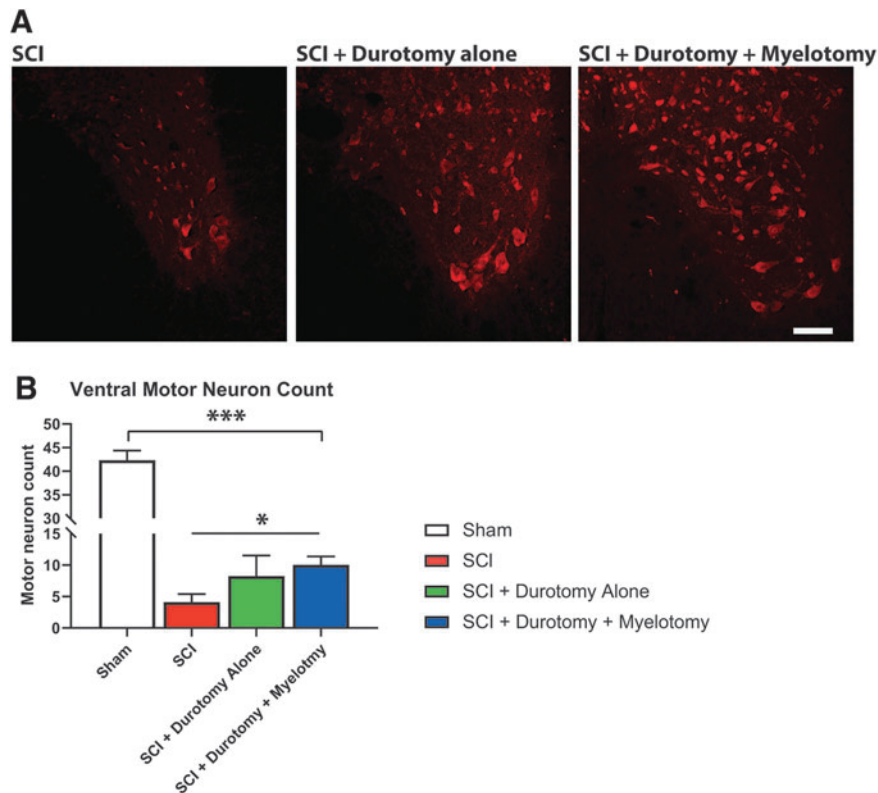 A
SCI
SCI + Durotomy alone
SCI + Durotomy + Myelotomy
B
Ventral Motor Neuron Count
***
*
Motor neuron count
50
45
40
35
30
15
10
5
0
Sham
SCI
SCI + Durotomy Alone
SCI + Durotomy + Myelotmy
Sham
SCI
SCI + Durotomy Alone
SCI + Durotomy + Myelotomy